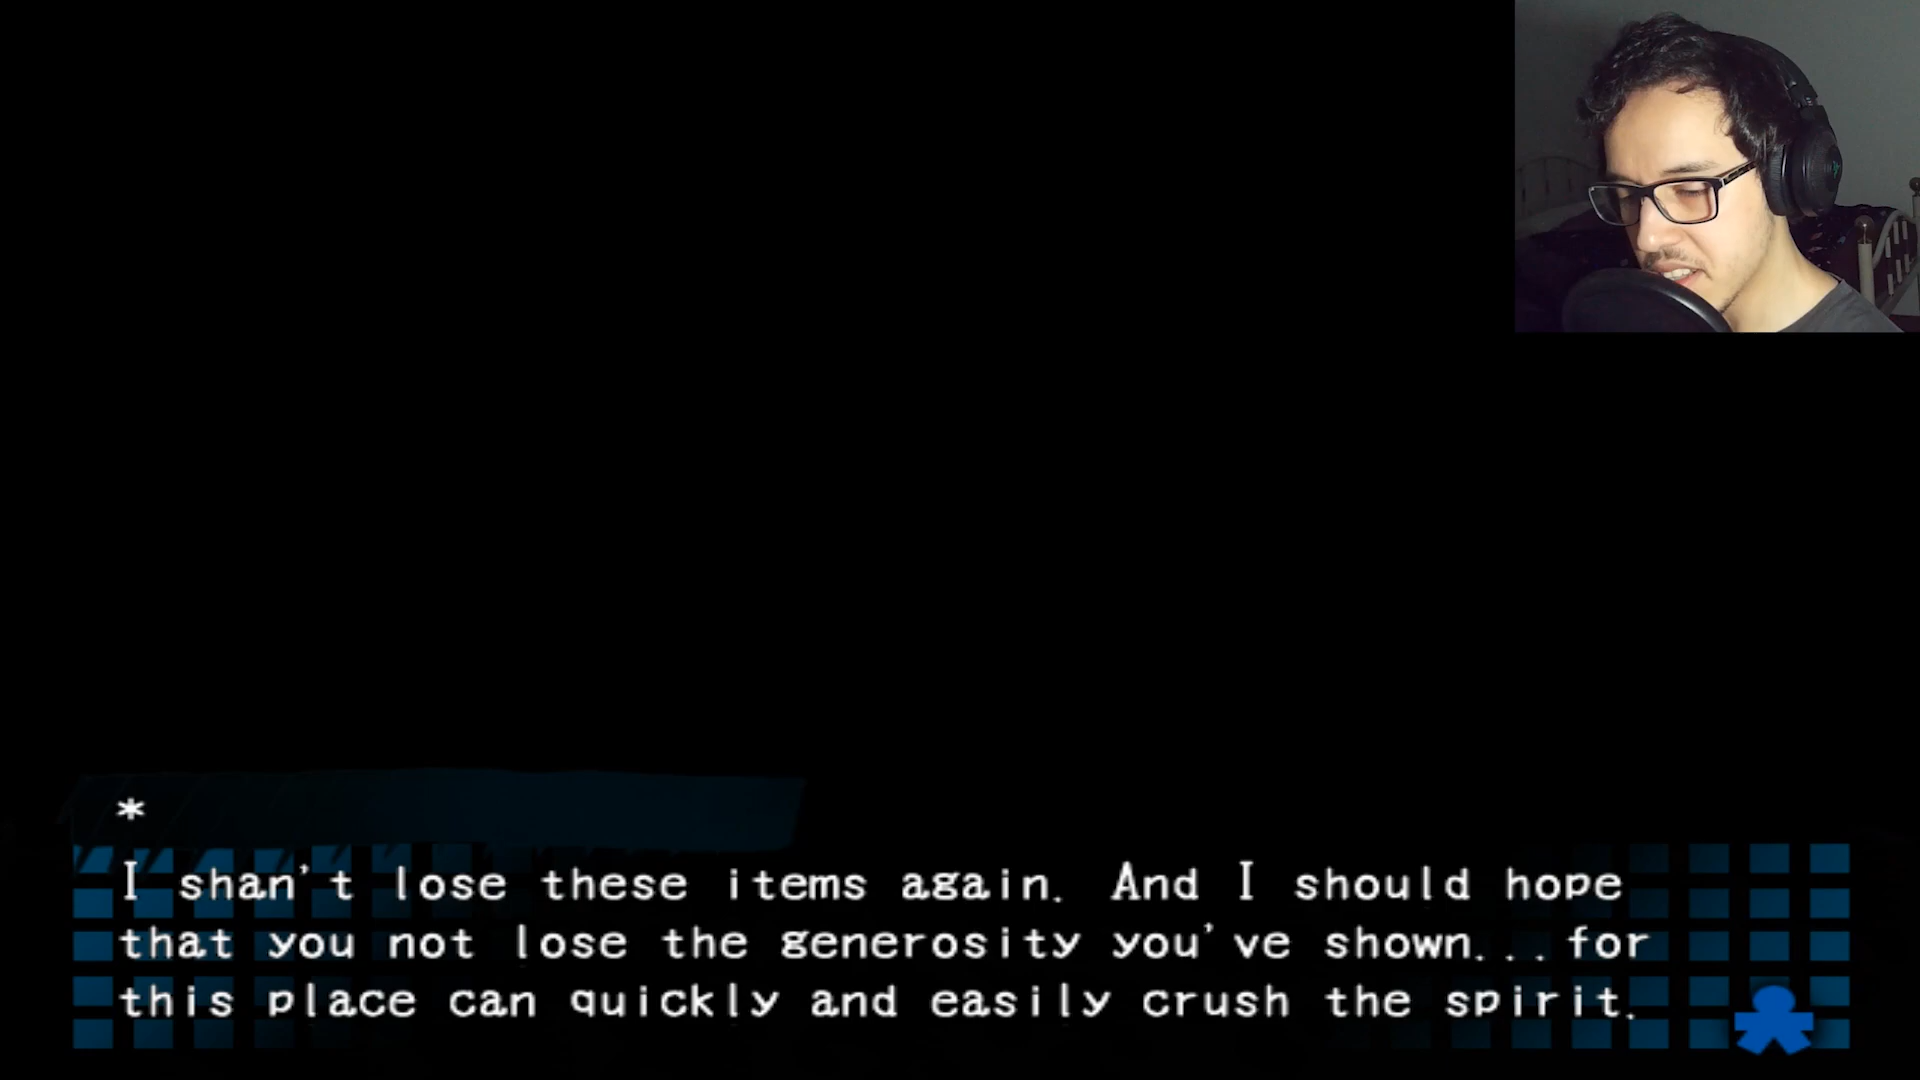 *
I shan't lose these items again. And I should hope
that you not lose the generosity you've shown...for
this place can quickly and easily crush the spirit.